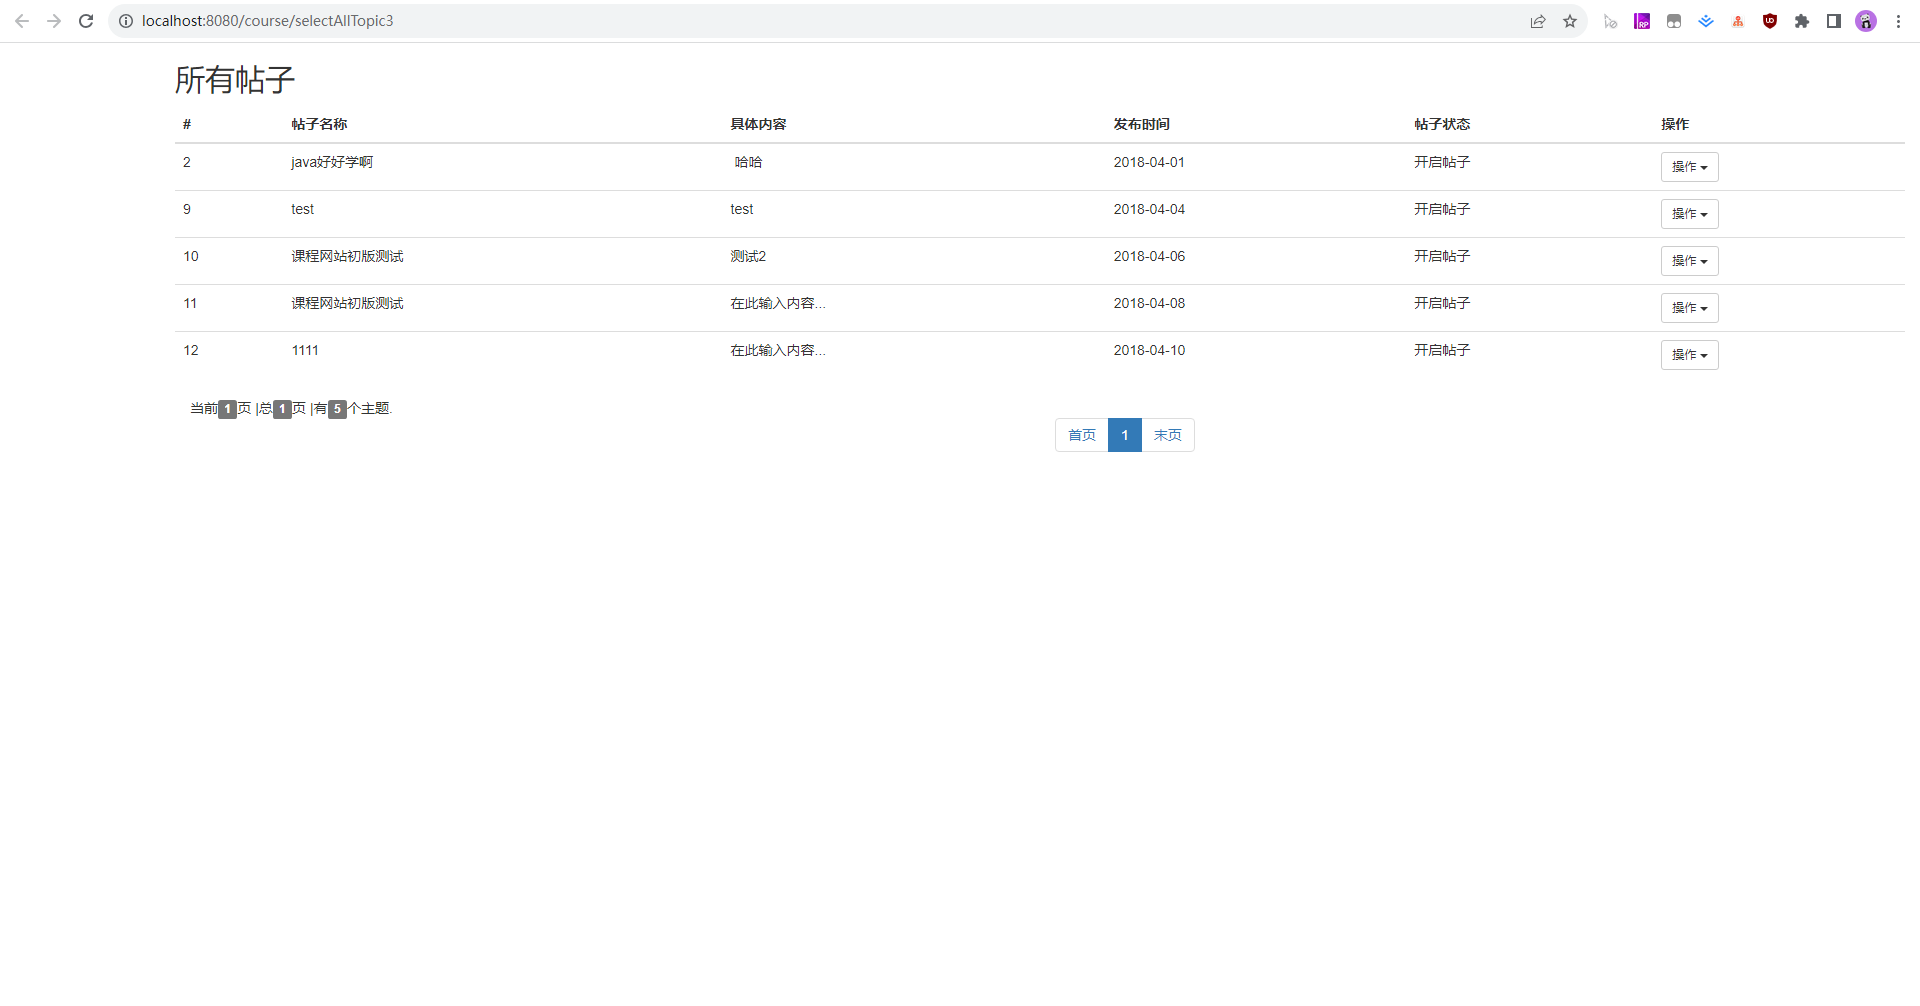 localhost:8080/course/selectAllTopic3
所有帖子
# 帖子名称 具体内容 发布时间 帖子状态 操作
2 java好好学啊 哈哈 2018-04-01 开启帖子 操作
9 test test 2018-04-04 开启帖子 操作
10 课程网站初版测试 测试2 2018-04-06 开启帖子 操作
11 课程网站初版测试 在此输入内容... 2018-04-08 开启帖子 操作
12 1111 在此输入内容... 2018-04-10 开启帖子 操作
当前1页 |总1页 |有5个主题.
首页 1 末页